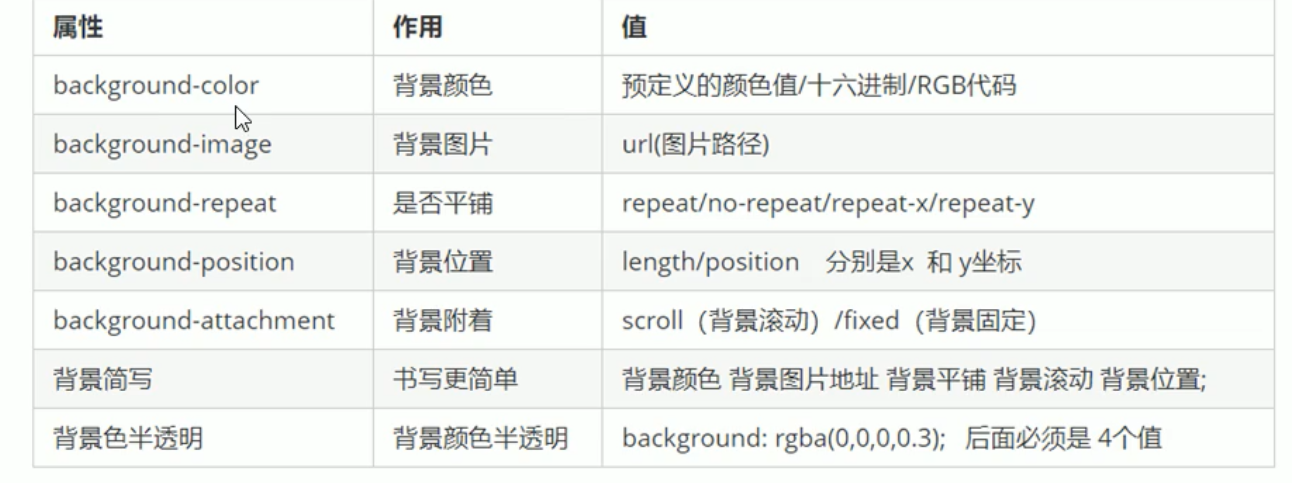 属性 作用 值
background-color 背景颜色 预定义的颜色值/十六进制/RGB代码
background-image 背景图片 url(图片路径)
background-repeat 是否平铺 repeat/no-repeat/repeat-x/repeat-y
background-position 背景位置 length/position 分别是x 和 y坐标
background-attachment 背景附着 scroll（背景滚动）/fixed（背景固定）
背景简写 书写更简单 背景颜色 背景图片地址 背景平铺 背景滚动 背景位置;
背景色半透明 背景颜色半透明 background: rgba(0,0,0,0.3); 后面必须是 4个值